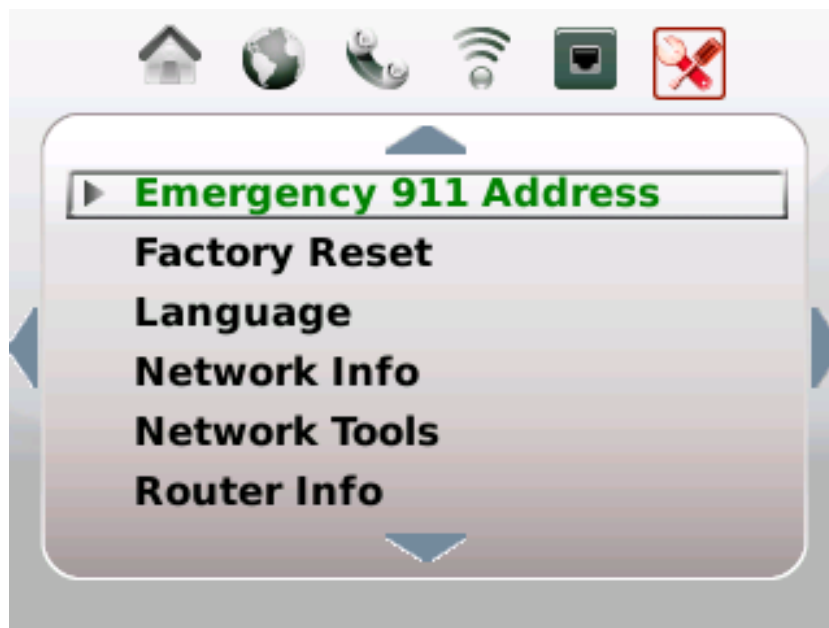 Emergency 911 Address
Factory Reset
Language
Network Info
Network Tools
Router Info